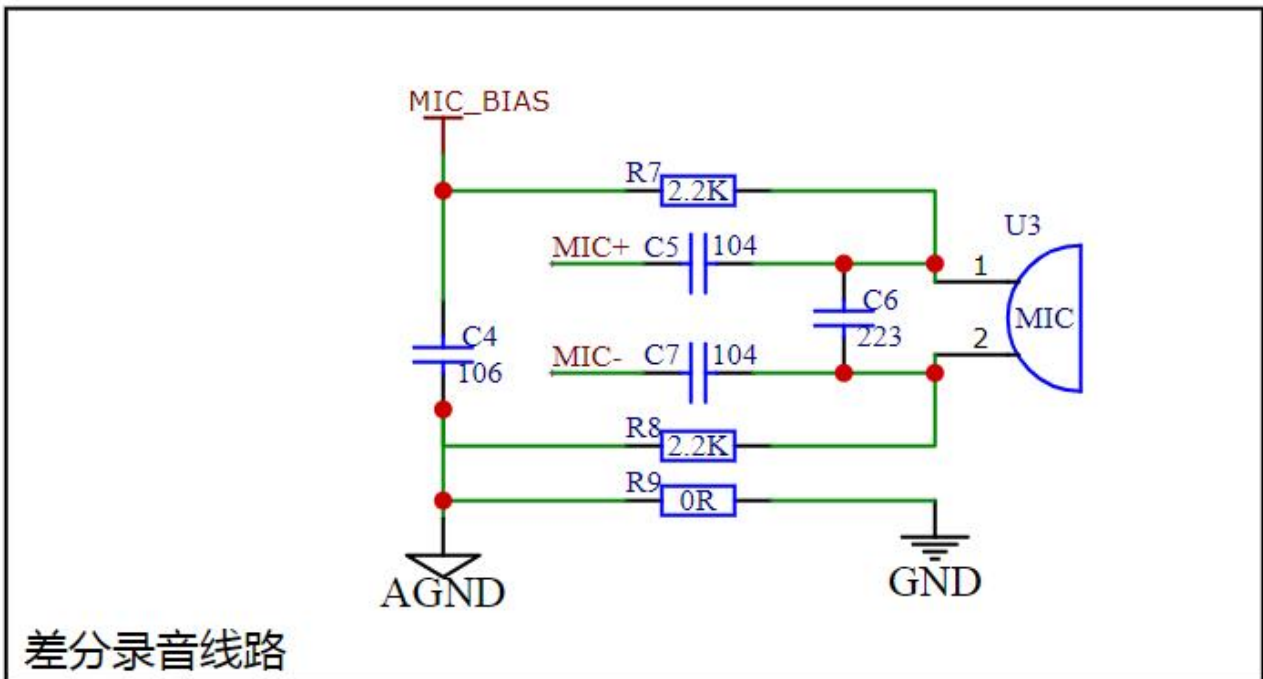 MIC_BIAS
R7
2.2K
U3
MIC+ C5 104
1
C6
MIC
C4
223
2
MIC- C7 104
106
R8
2.2K
R9
0R
AGND
GND
差分录音线路